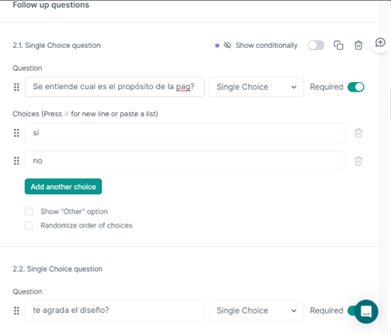 Follow up questions
2.1. Single Choice question
Show conditionally
Question
Se entiende cual es el propósito de la pag?
Single Choice
Required
Choices (Press ⏎ for new line or paste a list)
si
no
Add another choice
Show "Other" option
Randomize order of choices
2.2. Single Choice question
Question
te agrada el diseño?
Single Choice
Required